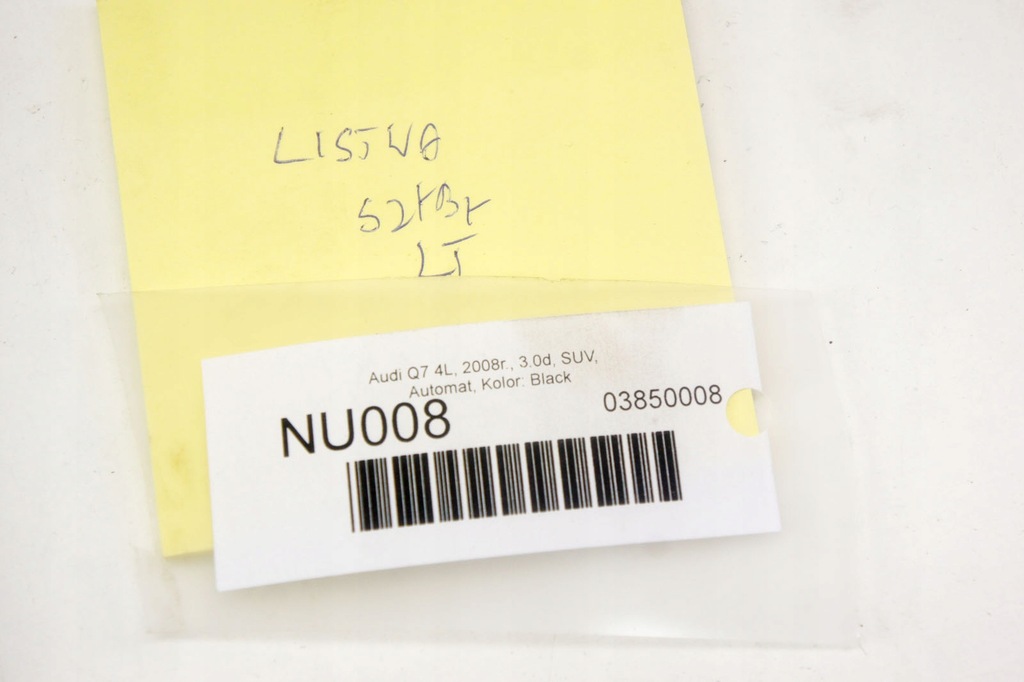 LISTWA
SZYBY
LT
Audi Q7 4L, 2008r., 3.0d, SUV,
Automat, Kolor: Black
NU008
03850008